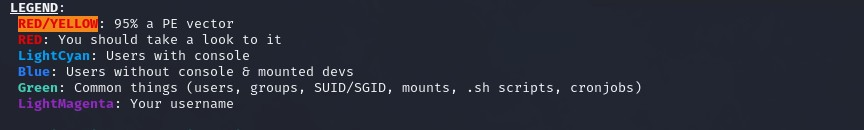 LEGEND:
RED/YELLOW: 95% a PE vector
RED: You should take a look to it
LightCyan: Users with console
Blue: Users without console & mounted devs
Green: Common things (users, groups, SUID/SGID, mounts, .sh scripts, cronjobs)
LightMagenta: Your username